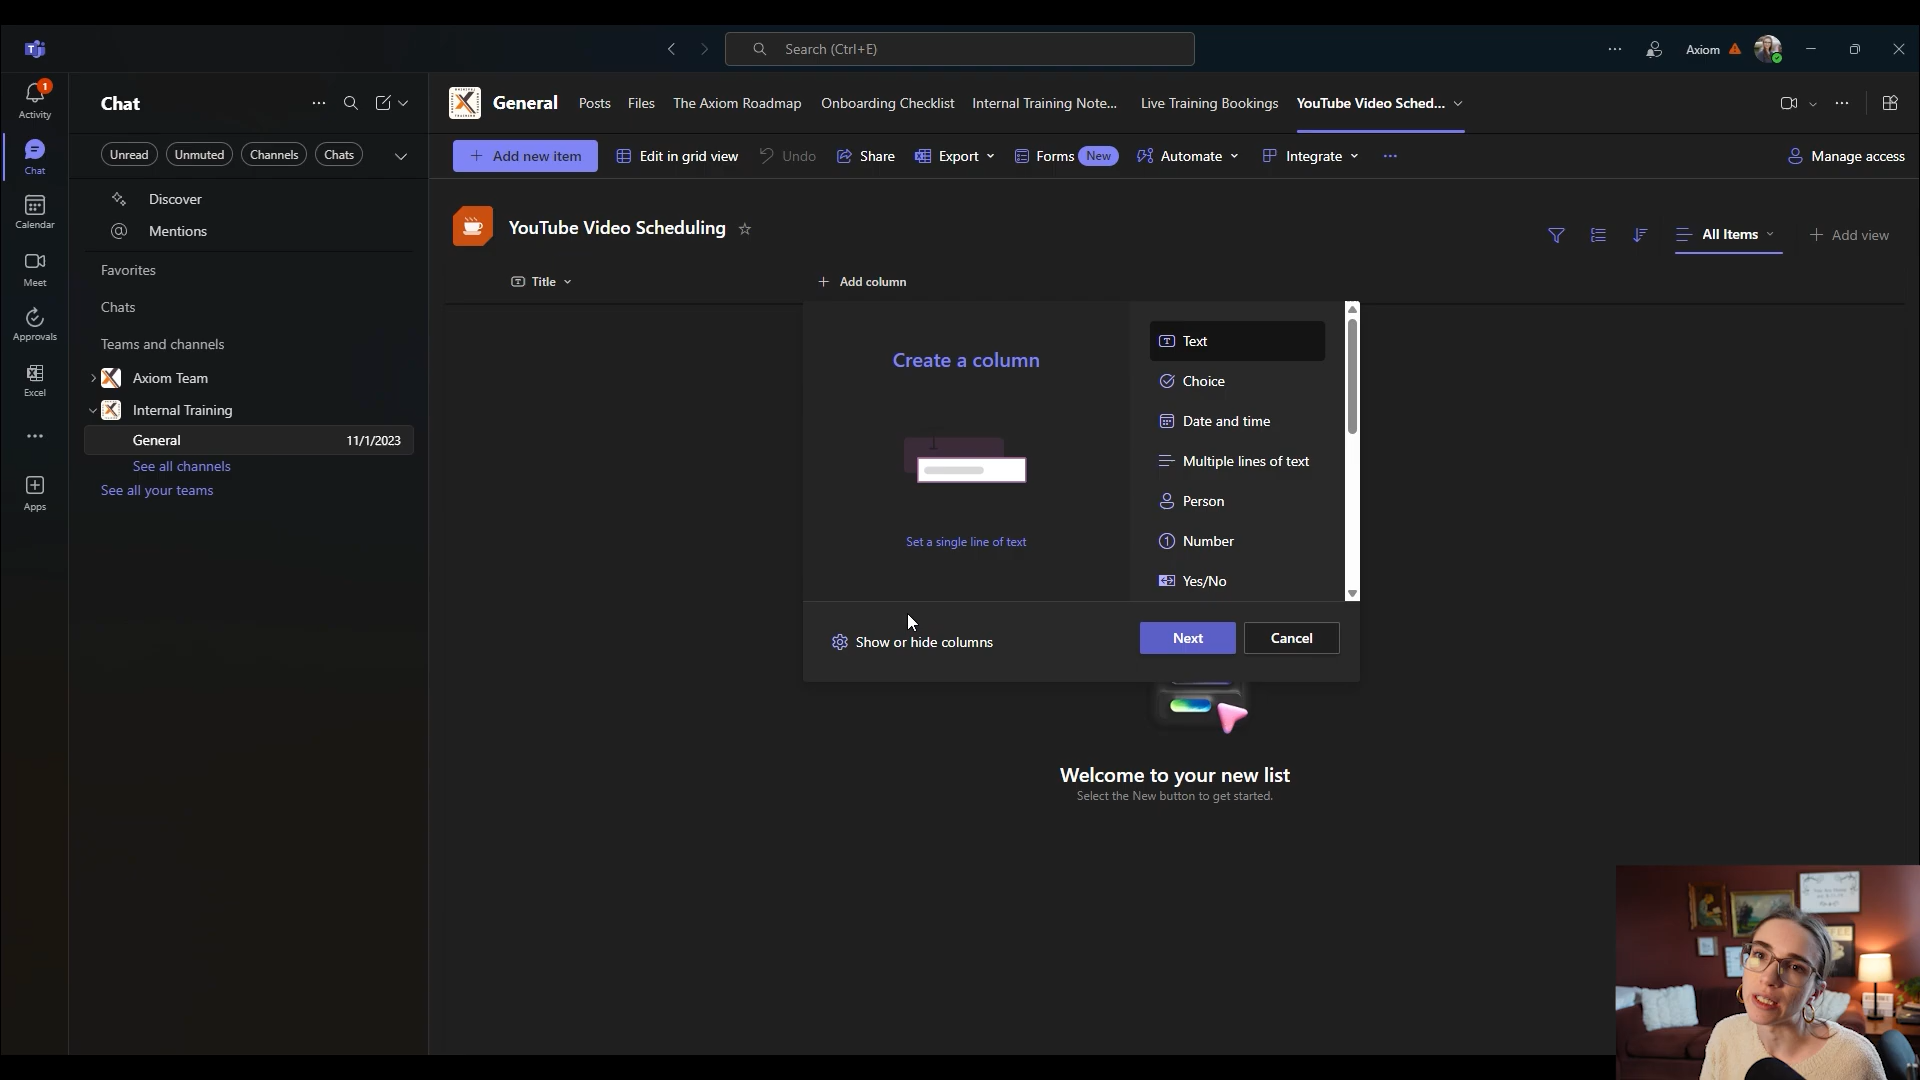 Search (Ctrl+E)
Axiom
1
Activity
Chat
Calendar
Meet
Approvals
Excel
Apps
Chat
Unread
Unmuted
Channels
Chats
Discover
Mentions
Favorites
Chats
Teams and channels
Axiom Team
Internal Training
General 11/1/2023
See all channels
See all your teams
General Posts Files The Axiom Roadmap Onboarding Checklist Internal Training Note... Live Training Bookings YouTube Video Sched...
Add new item Edit in grid view Undo Share Export Forms New Automate Integrate Manage access
YouTube Video Scheduling
All Items Add view
Title Add column
Create a column
Set a single line of text
Text
Choice
Date and time
Multiple lines of text
Person
Number
Yes/No
Show or hide columns
Next Cancel
Welcome to your new list
Select the New button to get started.